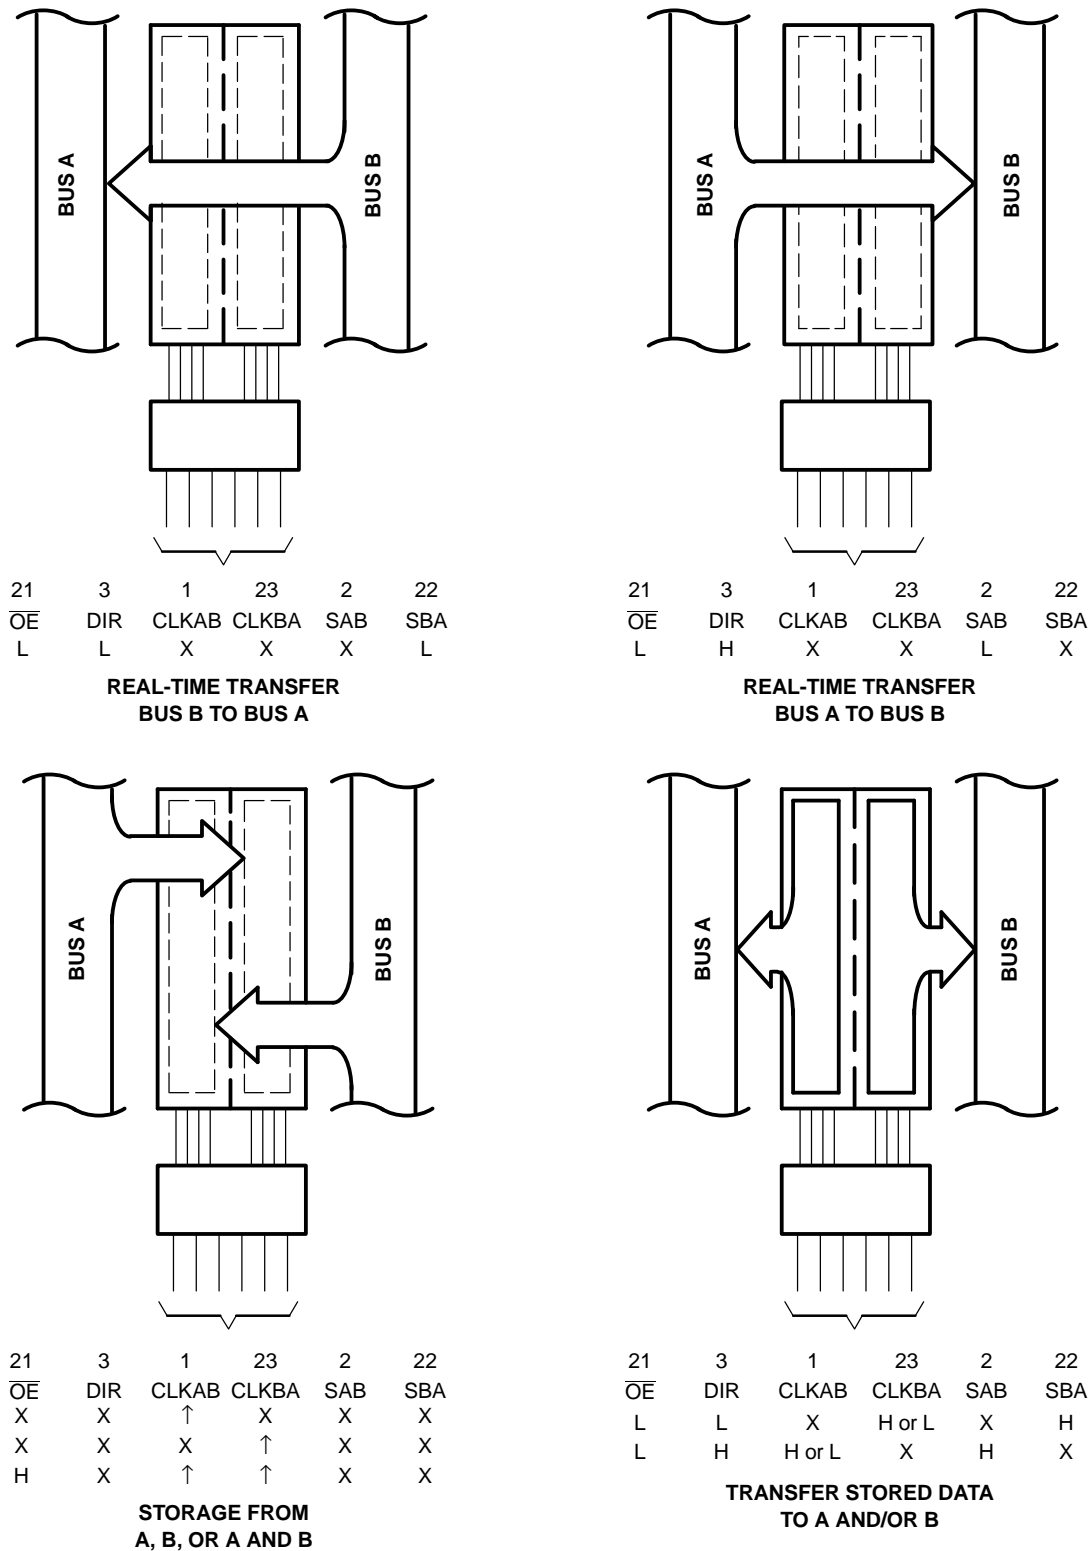 BUS A
BUS B
BUS A
BUS B
21 3 1 23 2 22
OE DIR CLKAB CLKBA SAB SBA
L L X X X L
REAL-TIME TRANSFER
BUS B TO BUS A
21 3 1 23 2 22
OE DIR CLKAB CLKBA SAB SBA
L H X X L X
REAL-TIME TRANSFER
BUS A TO BUS B
BUS A
BUS B
BUS A
BUS B
21 3 1 23 2 22
OE DIR CLKAB CLKBA SAB SBA
X X ↑ X X X
X X X ↑ X X
H X ↑ ↑ X X
STORAGE FROM
A, B, OR A AND B
21 3 1 23 2 22
OE DIR CLKAB CLKBA SAB SBA
L L X H or L X H
L H H or L X H X
TRANSFER STORED DATA
TO A AND/OR B